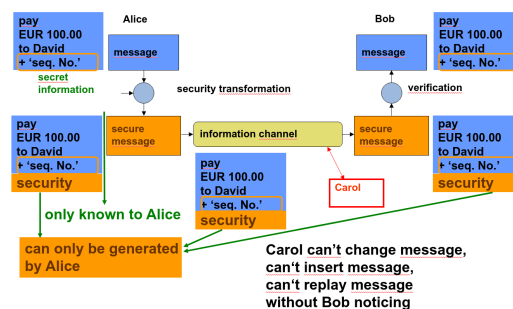 pay
EUR 100.00
to David
+ ‘seq. No.’
Alice
Bob
pay
EUR 100.00
to David
+ ‘seq. No.’
message
message
secret
information
security transformation
verification
pay
EUR 100.00
to David
+ ‘seq. No.’
security
secure
message
information channel
secure
message
pay
EUR 100.00
to David
+ ‘seq. No.’
security
pay
EUR 100.00
to David
+ ‘seq. No.’
security
Carol
only known to Alice
can only be generated
by Alice
Carol can’t change message,
can‘t insert message,
can‘t replay message
without Bob noticing